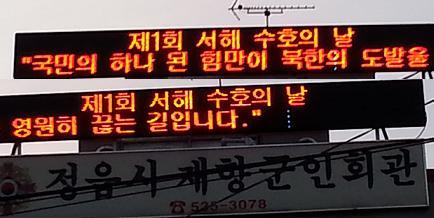 제1회 서해 수호의 날
"국민의 하나 된 힘만이 북한의 도발을
제1회 서해 수호의 날
영원히 끊는 길입니다."
정읍시 재향군인회관
☎ 535-3078